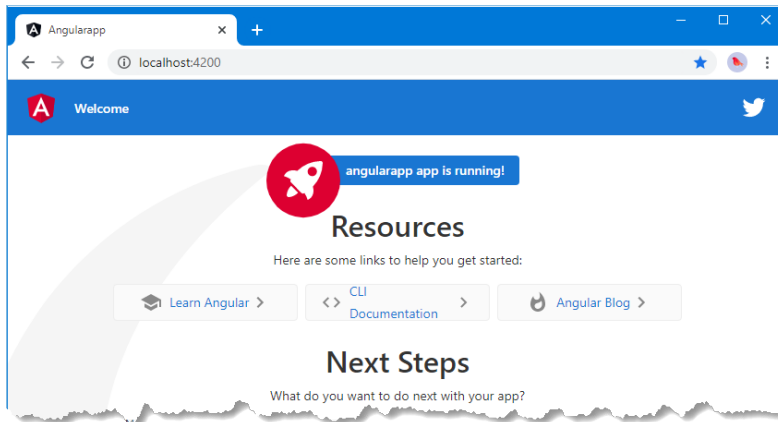 Angularapp
localhost:4200
A Welcome
angularapp app is running!
Resources
Here are some links to help you get started:
Learn Angular
CLI
Documentation
Angular Blog
Next Steps
What do you want to do next with your app?